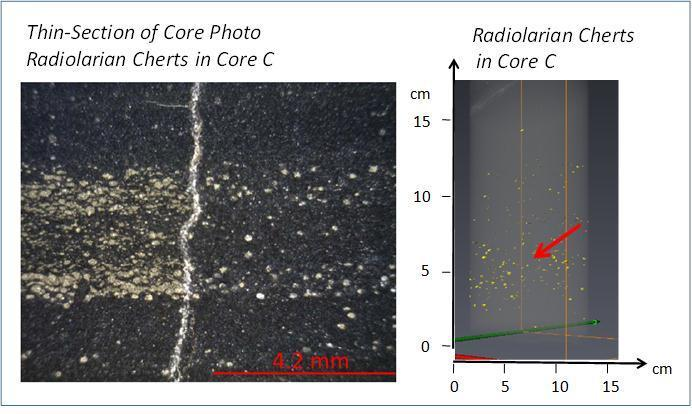 Thin-Section of Core Photo
Radiolarian Cherts in Core C
4.2 mm
Radiolarian Cherts
in Core C
cm
15
10
5
0
0 5 10 15 cm